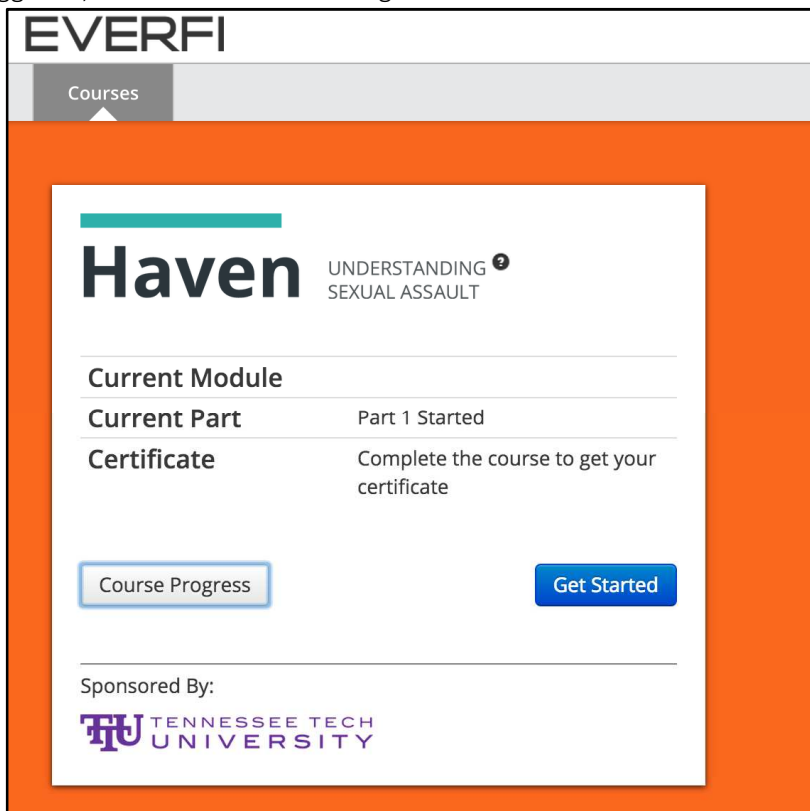 EVERFI
Courses
Haven
UNDERSTANDING ?
SEXUAL ASSAULT
Current Module
Current Part Part 1 Started
Certificate Complete the course to get your
certificate
Course Progress Get Started
Sponsored By:
TTU TENNESSEE TECH
UNIVERSITY